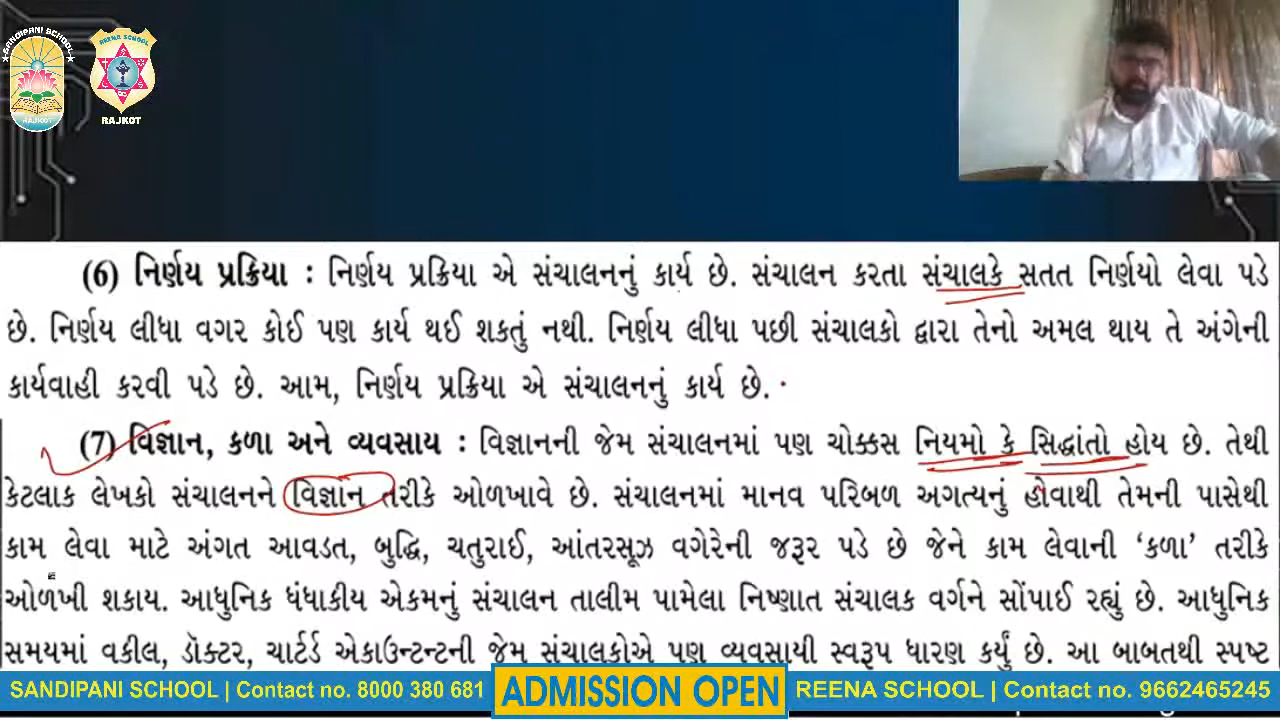 SANDIPANI SCHOOL
RAJKOT
REENA SCHOOL
RAJKOT
(6) નિર્ણય પ્રક્રિયા : નિર્ણય પ્રક્રિયા એ સંચાલનનું કાર્ય છે. સંચાલન કરતા સંચાલકે સતત નિર્ણયો લેવા પડે
છે. નિર્ણય લીધા વગર કોઈ પણ કાર્ય થઈ શકતું નથી. નિર્ણય લીધા પછી સંચાલકો દ્વારા તેનો અમલ થાય તે અંગેની
કાર્યવાહી કરવી પડે છે. આમ, નિર્ણય પ્રક્રિયા એ સંચાલનનું કાર્ય છે.
(7) વિજ્ઞાન, કળા અને વ્યવસાય : વિજ્ઞાનની જેમ સંચાલનમાં પણ ચોક્કસ નિયમો કે સિદ્ધાંતો હોય છે. તેથી
કેટલાક લેખકો સંચાલનને વિજ્ઞાન તરીકે ઓળખાવે છે. સંચાલનમાં માનવ પરિબળ અગત્યનું હોવાથી તેમની પાસેથી
કામ લેવા માટે અંગત આવડત, બુદ્ધિ, ચતુરાઈ, આંતરસૂઝ વગેરેની જરૂર પડે છે જેને કામ લેવાની ‘કળા’ તરીકે
ઓળખી શકાય. આધુનિક ધંધાકીય એકમનું સંચાલન તાલીમ પામેલા નિષ્ણાત સંચાલક વર્ગને સોંપાઈ રહ્યું છે. આધુનિક
સમયમાં વકીલ, ડૉક્ટર, ચાર્ટર્ડ એકાઉન્ટન્ટની જેમ સંચાલકોએ પણ વ્યવસાયી સ્વરૂપ ધારણ કર્યું છે. આ બાબતથી સ્પષ્ટ
SANDIPANI SCHOOL | Contact no. 8000 380 681 ADMISSION OPEN REENA SCHOOL | Contact no. 9662465245